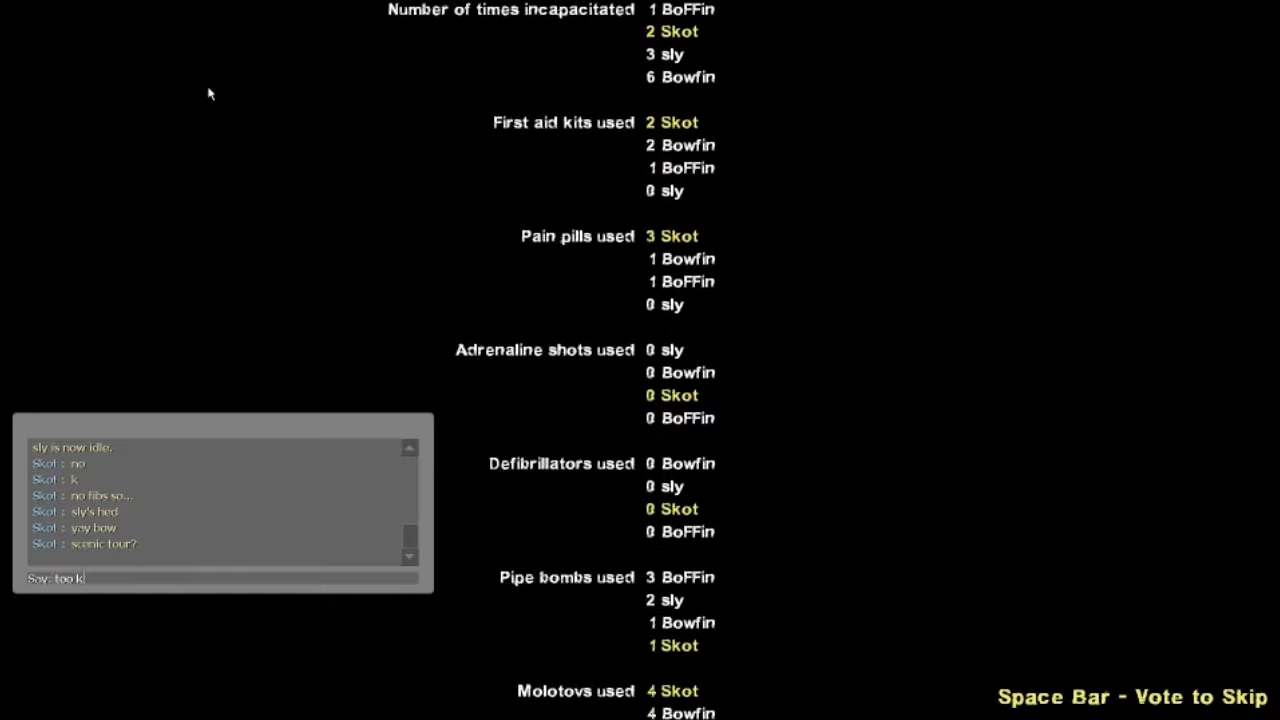 Number of times incapacitated 1 BoFFin
2 Skot
3 sly
6 Bowfin
First aid kits used 2 Skot
2 Bowfin
1 BoFFin
0 sly
Pain pills used 3 Skot
1 Bowfin
1 BoFFin
0 sly
Adrenaline shots used 0 sly
0 Bowfin
0 Skot
0 BoFFin
Defibrillators used 0 Bowfin
0 sly
0 Skot
0 BoFFin
Pipe bombs used 3 BoFFin
2 sly
1 Bowfin
1 Skot
Molotovs used 4 Skot
4 Bowfin
sly is now idle.
Skot : no
Skot : k
Skot : no fibs so...
Skot : sly's hed
Skot : yay bow
Skot : scenic tour?
Say: too k
Space Bar - Vote to Skip